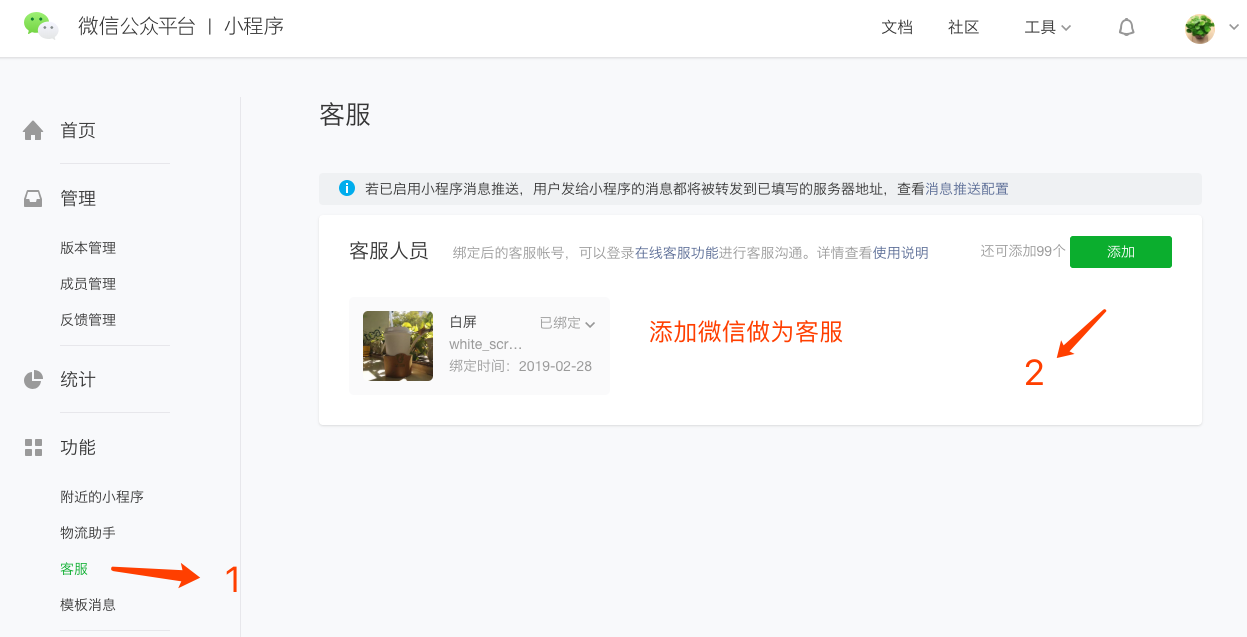 微信公众平台 | 小程序
文档 社区 工具
首页
管理
版本管理
成员管理
反馈管理
统计
功能
附近的小程序
物流助手
客服
1
模板消息
客服
若已启用小程序消息推送，用户发给小程序的消息都将被转发到已填写的服务器地址，查看消息推送配置
客服人员 绑定后的客服帐号，可以登录在线客服功能进行客服沟通。详情查看使用说明 还可添加99个 添加
白屏 已绑定
white_scr...
绑定时间：2019-02-28
添加微信做为客服
2